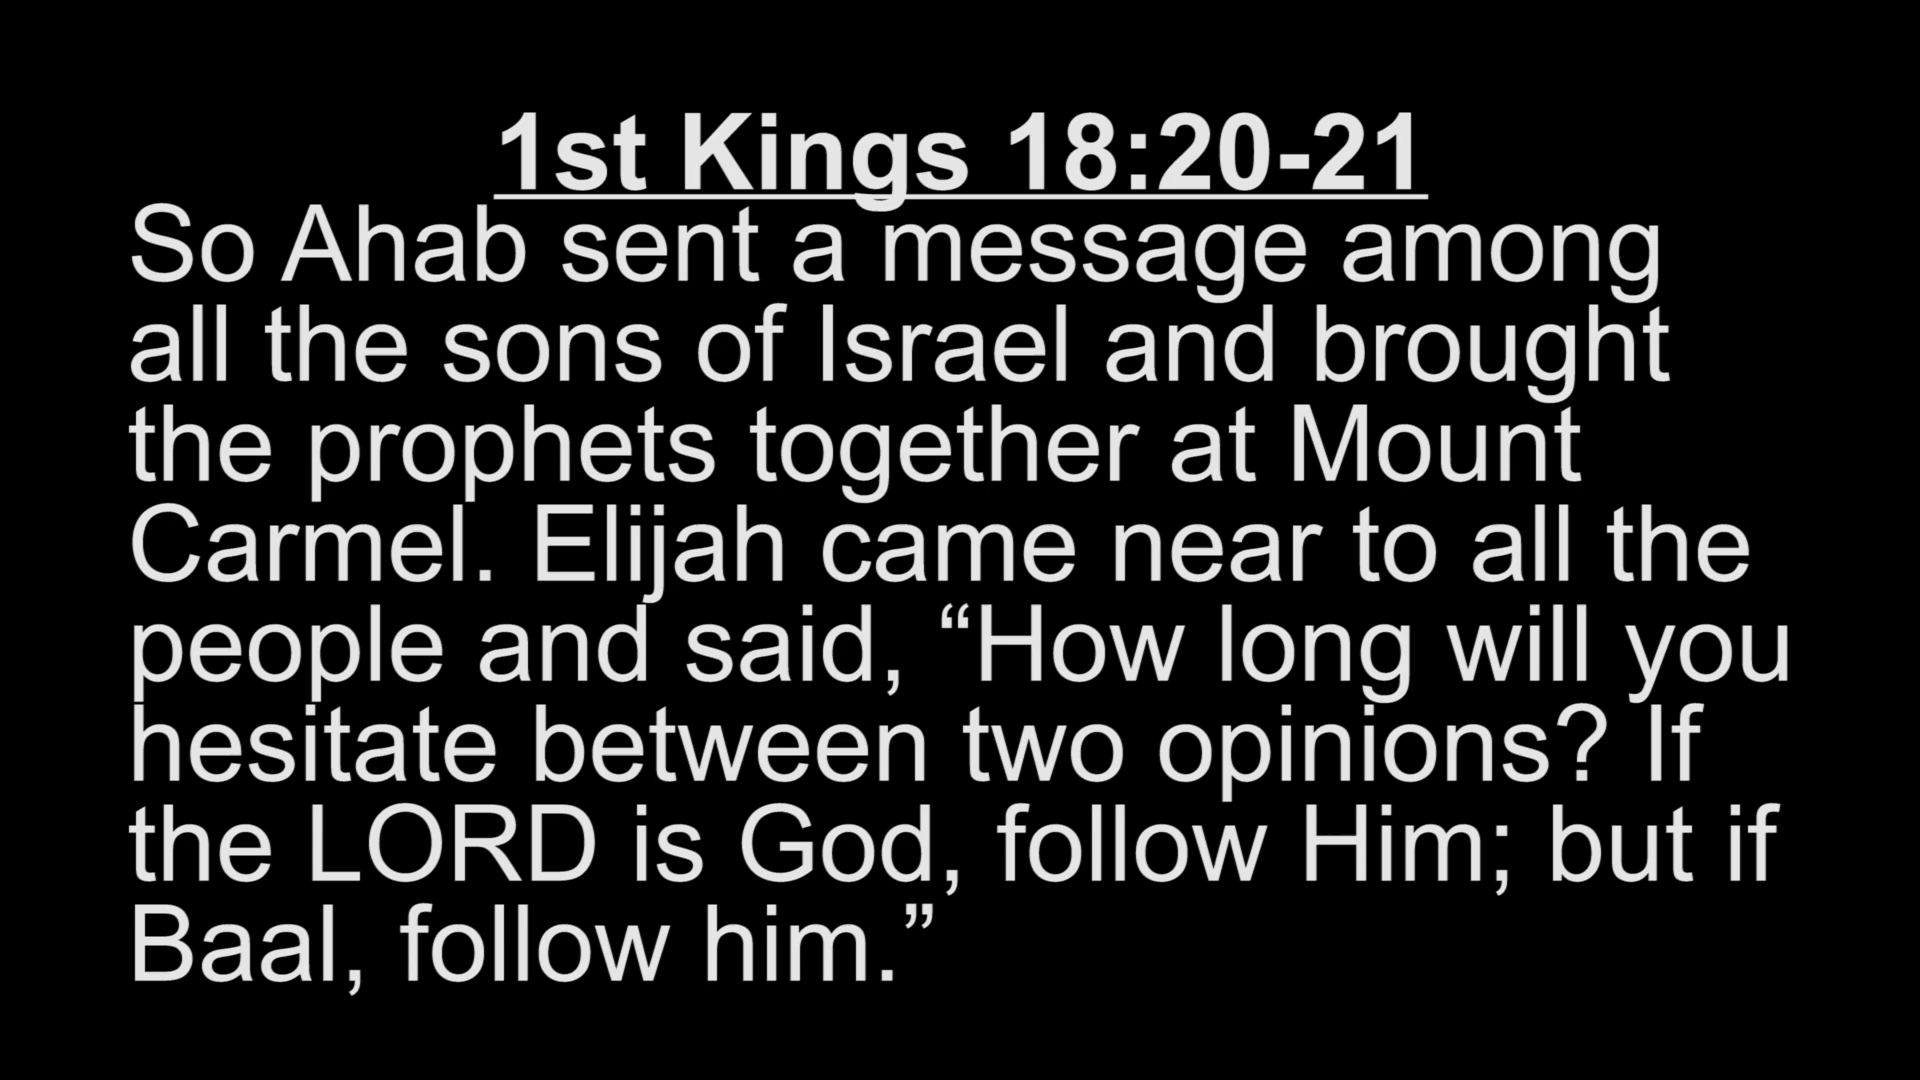 1st Kings 18:20-21
So Ahab sent a message among
all the sons of Israel and brought
the prophets together at Mount
Carmel. Elijah came near to all the
people and said, “How long will you
hesitate between two opinions? If
the LORD is God, follow Him; but if
Baal, follow him.”